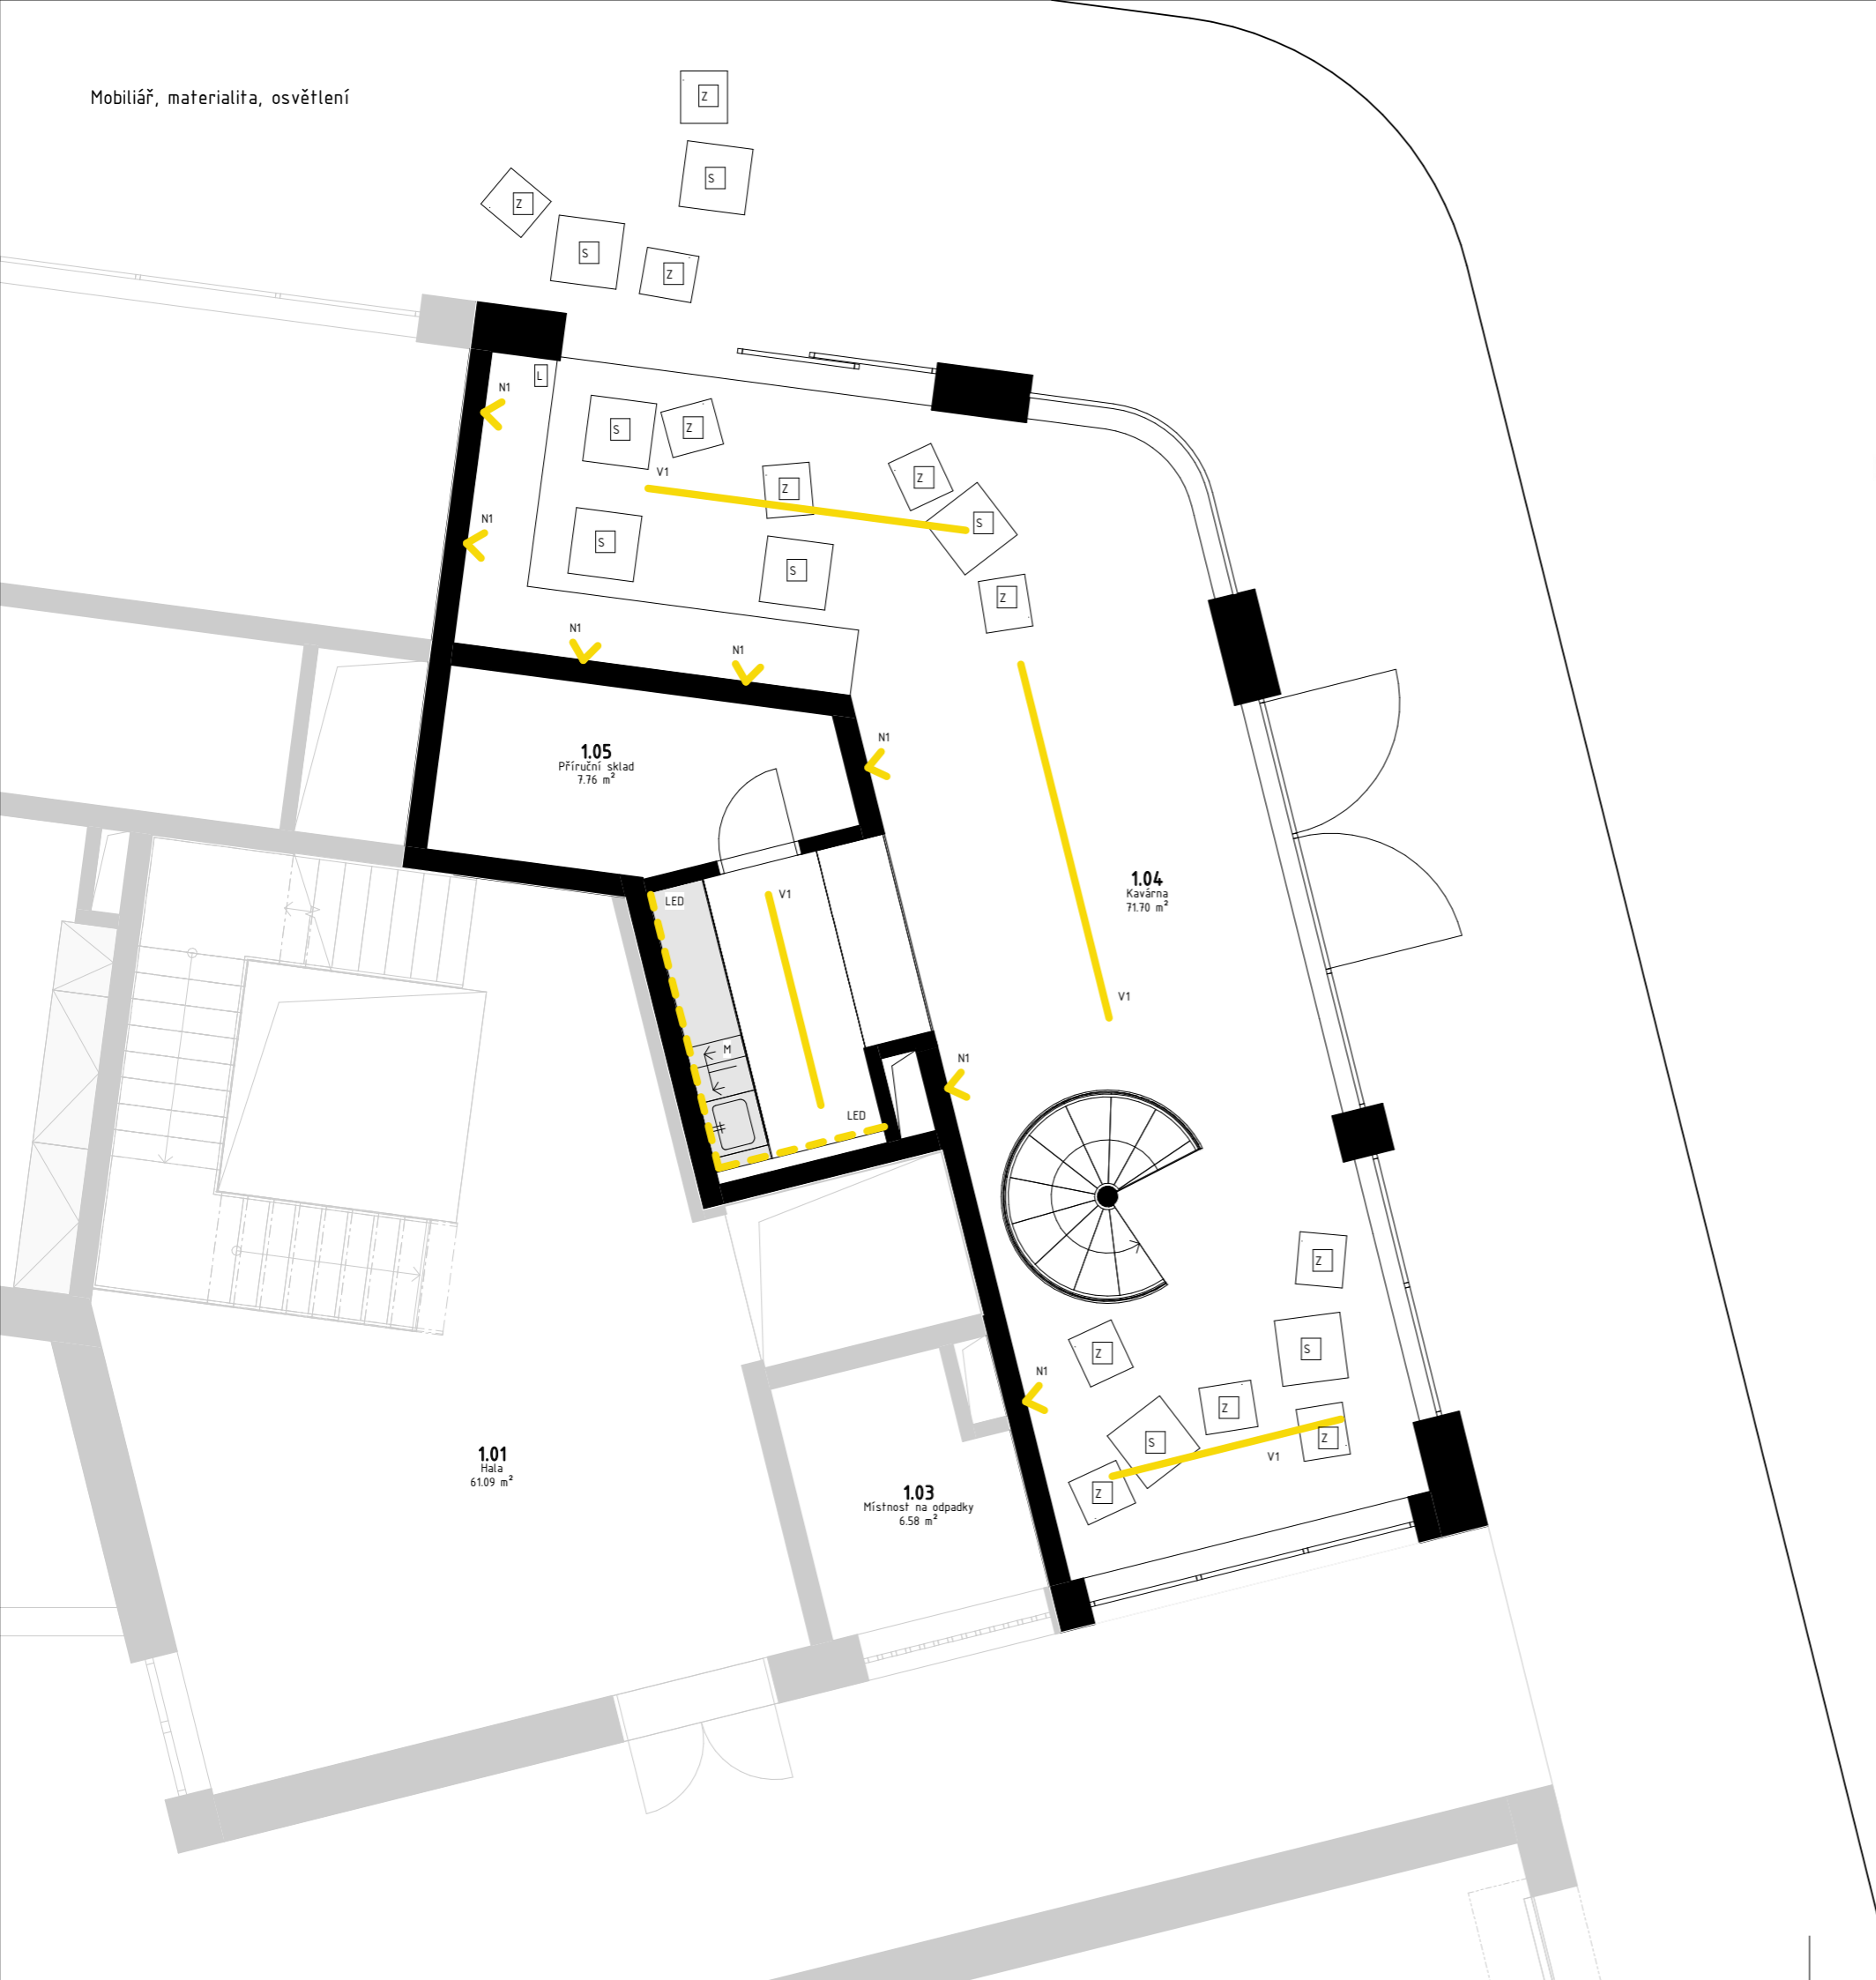 Mobiliář, materialita, osvětlení
Z
S
Z
S
Z
L
N1
S
Z
V1
Z
Z
S
N1
S
S
Z
N1
N1
N1
1.05
Příruční sklad
7.76 m²
1.04
Kavárna
71.70 m²
LED
V1
V1
M
N1
LED
Z
Z
S
N1
Z
S
Z
V1
Z
1.01
Hala
61.09 m²
1.03
Místnost na odpadky
6.58 m²